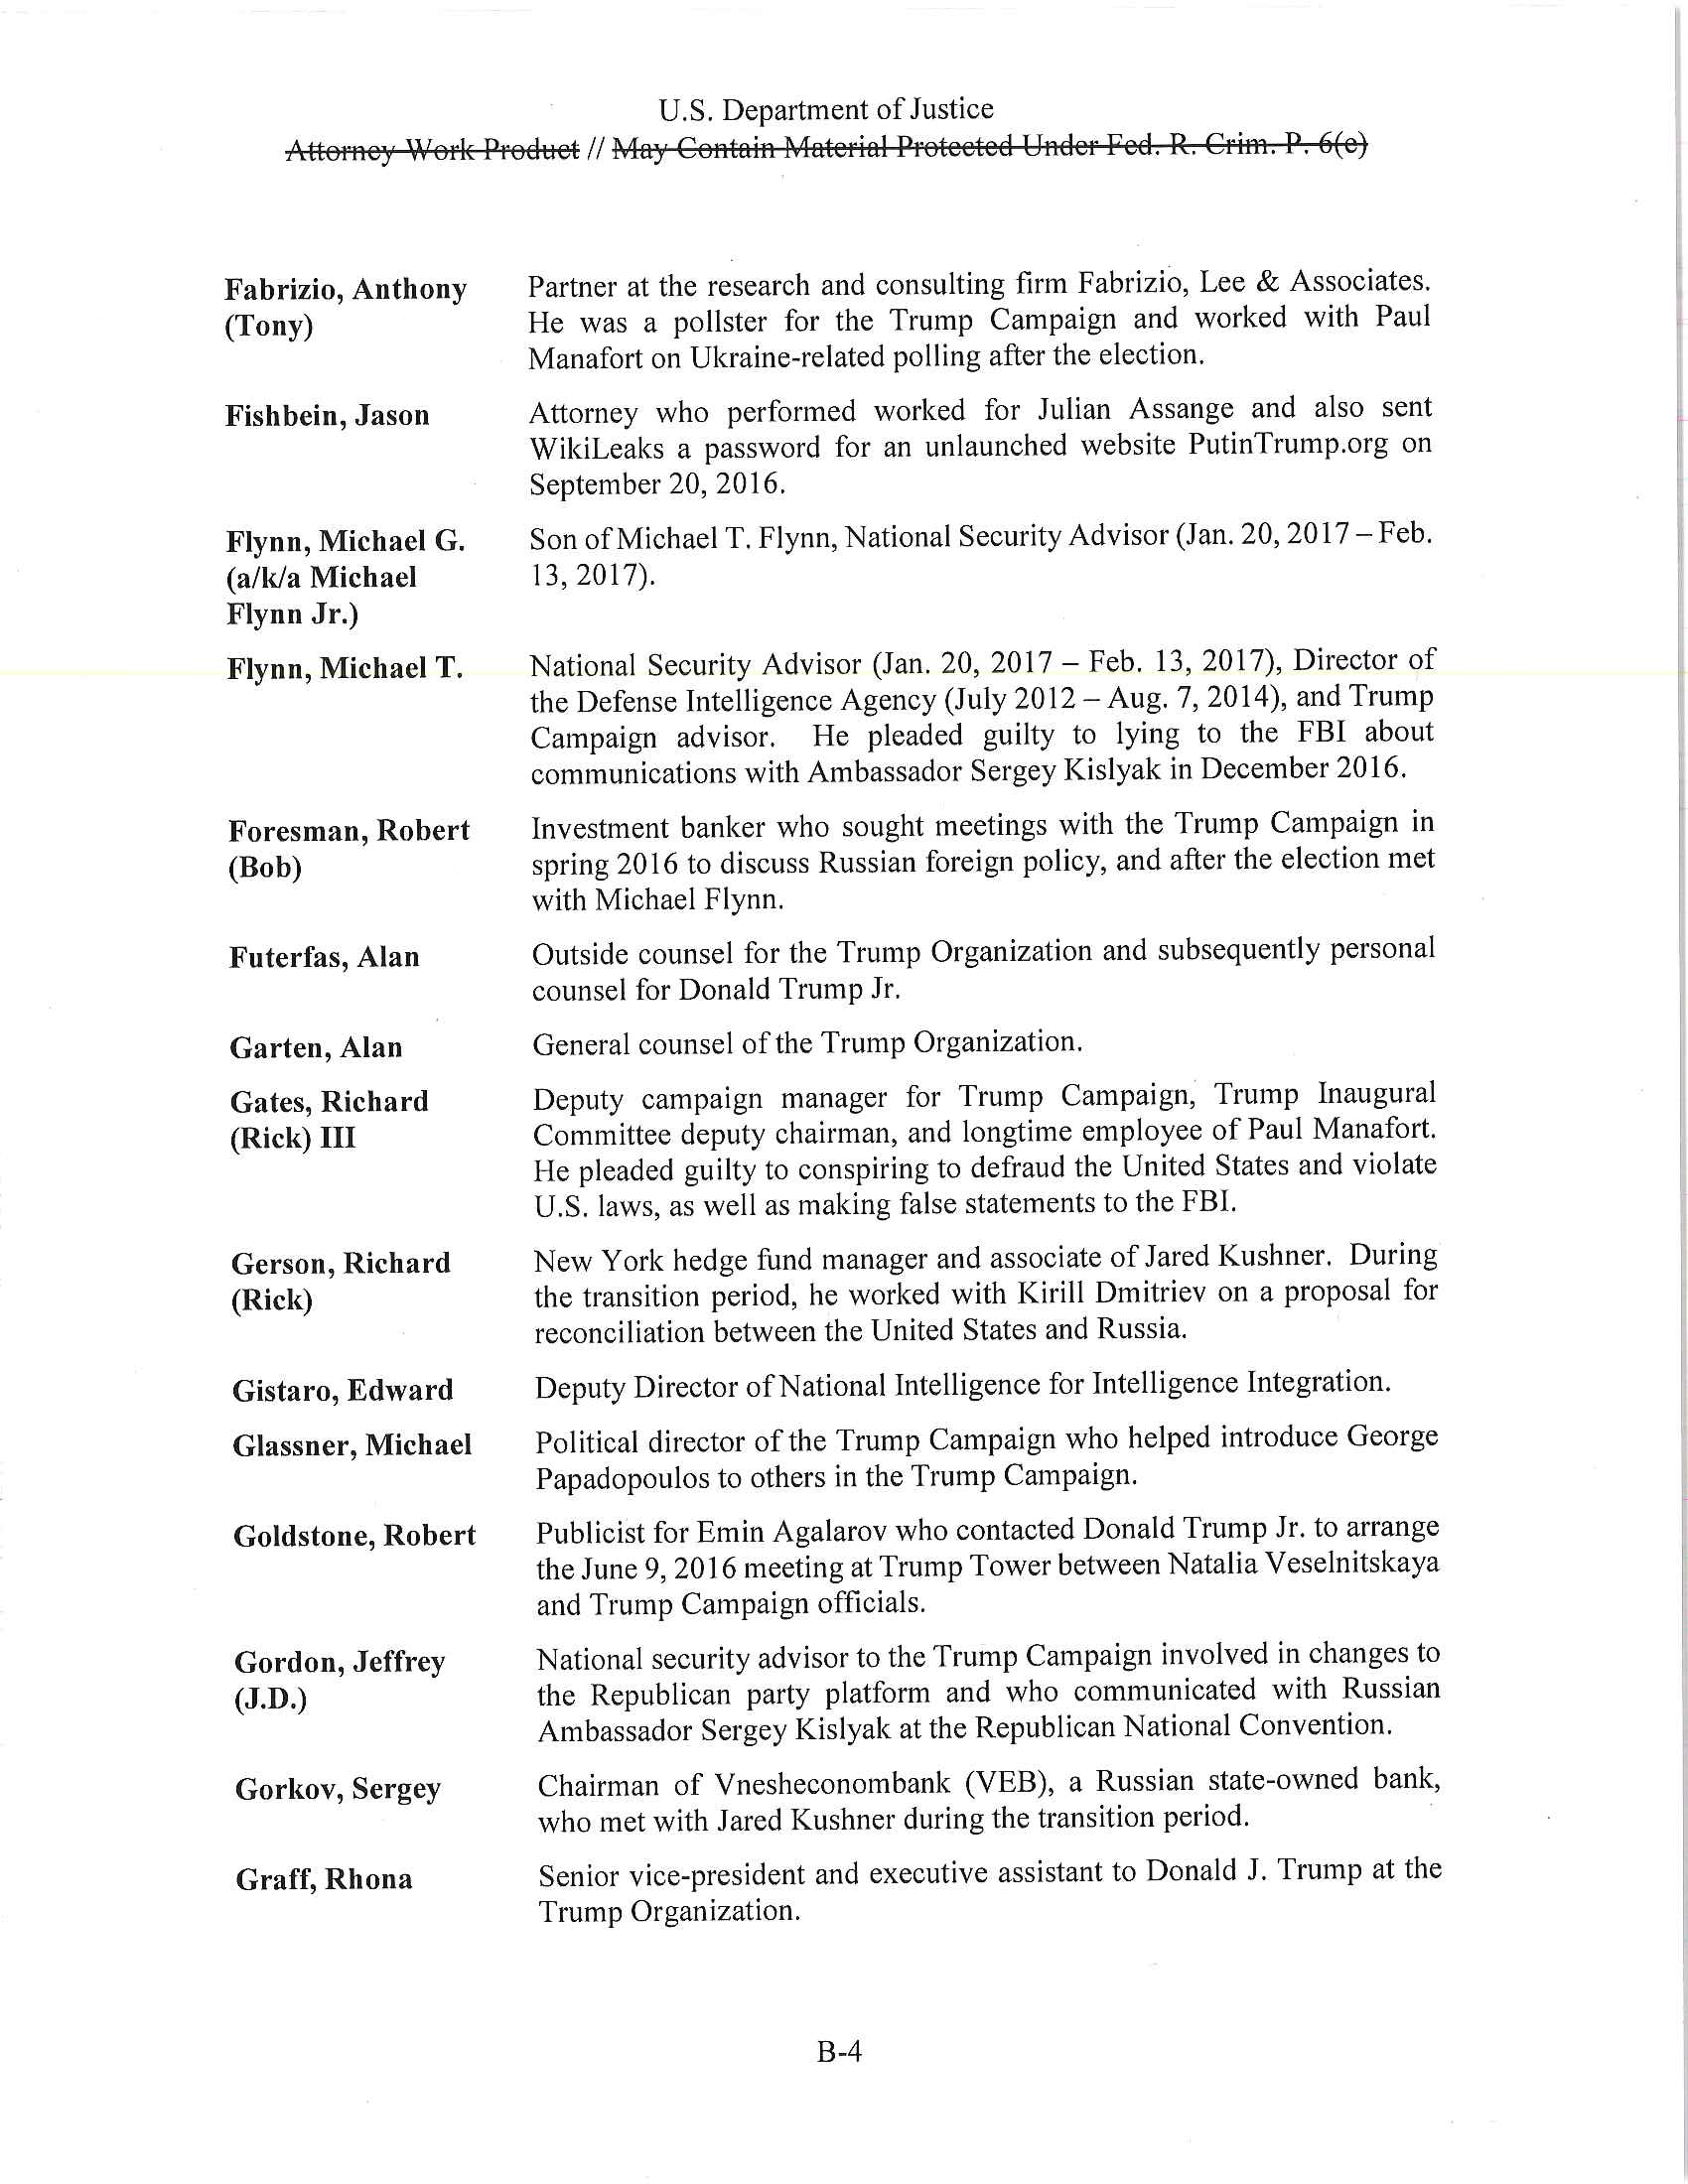 U.S. Department of Justice
Attorney Work Product // May Contain Material Protected Under Fed. R. Crim. P. 6(e)
Fabrizio, Anthony
(Tony)
Partner at the research and consulting firm Fabrizio, Lee & Associates.
He was a pollster for the Trump Campaign and worked with Paul
Manafort on Ukraine-related polling after the election.
Fishbein, Jason
Attorney who performed worked for Julian Assange and also sent
WikiLeaks a password for an unlaunched website PutinTrump.org on
September 20, 2016.
Flynn, Michael G.
(a/k/a Michael
Flynn Jr.)
Son of Michael T. Flynn, National Security Advisor (Jan. 20, 2017 – Feb.
13, 2017).
Flynn, Michael T.
National Security Advisor (Jan. 20, 2017 – Feb. 13, 2017), Director of
the Defense Intelligence Agency (July 2012 – Aug. 7, 2014), and Trump
Campaign advisor. He pleaded guilty to lying to the FBI about
communications with Ambassador Sergey Kislyak in December 2016.
Foresman, Robert
(Bob)
Investment banker who sought meetings with the Trump Campaign in
spring 2016 to discuss Russian foreign policy, and after the election met
with Michael Flynn.
Futerfas, Alan
Outside counsel for the Trump Organization and subsequently personal
counsel for Donald Trump Jr.
Garten, Alan
General counsel of the Trump Organization.
Gates, Richard
(Rick) III
Deputy campaign manager for Trump Campaign, Trump Inaugural
Committee deputy chairman, and longtime employee of Paul Manafort.
He pleaded guilty to conspiring to defraud the United States and violate
U.S. laws, as well as making false statements to the FBI.
Gerson, Richard
(Rick)
New York hedge fund manager and associate of Jared Kushner. During
the transition period, he worked with Kirill Dmitriev on a proposal for
reconciliation between the United States and Russia.
Gistaro, Edward
Deputy Director of National Intelligence for Intelligence Integration.
Glassner, Michael
Political director of the Trump Campaign who helped introduce George
Papadopoulos to others in the Trump Campaign.
Goldstone, Robert
Publicist for Emin Agalarov who contacted Donald Trump Jr. to arrange
the June 9, 2016 meeting at Trump Tower between Natalia Veselnitskaya
and Trump Campaign officials.
Gordon, Jeffrey
(J.D.)
National security advisor to the Trump Campaign involved in changes to
the Republican party platform and who communicated with Russian
Ambassador Sergey Kislyak at the Republican National Convention.
Gorkov, Sergey
Chairman of Vnesheconombank (VEB), a Russian state-owned bank,
who met with Jared Kushner during the transition period.
Graff, Rhona
Senior vice-president and executive assistant to Donald J. Trump at the
Trump Organization.
B-4